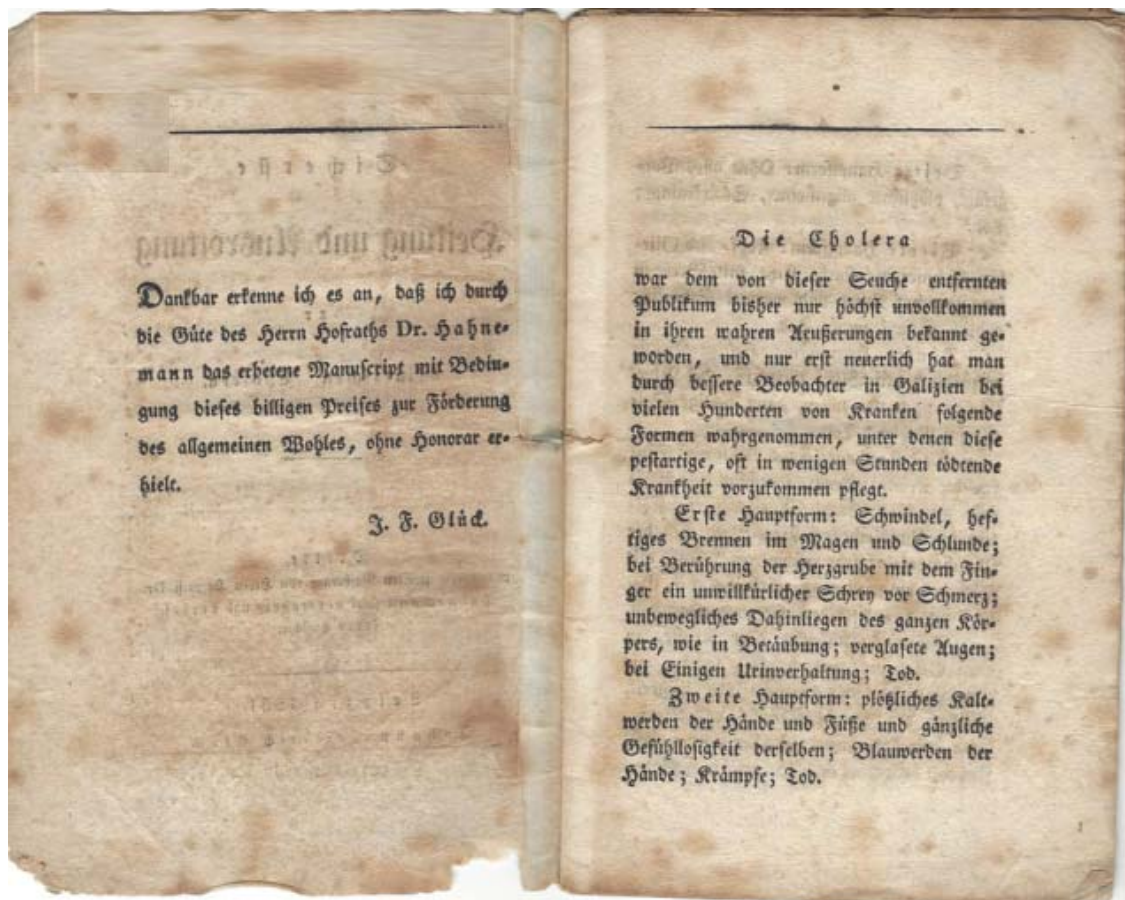 Dankbar erkenne ich es an, daß ich durch
die Güte des Herrn Hofraths Dr. Hahne-
mann das erbetene Manuscript mit Bedin-
gung dieses billigen Preises zur Förderung
des allgemeinen Wohles, ohne Honorar er-
hielt.
J. F. Glück.
Die Cholera
war dem von dieser Seuche entfernten
Publikum bisher nur höchst unvollkommen
in ihren wahren Aeußerungen bekannt ge-
worden, und nur erst neuerlich hat man
durch bessere Beobachter in Galizien bei
vielen Hunderten von Kranken folgende
Formen wahrgenommen, unter denen diese
pestartige, oft in wenigen Stunden tödtende
Krankheit vorzukommen pflegt.
Erste Hauptform: Schwindel, hef-
tiges Brennen im Magen und Schlunde;
bei Berührung der Herzgrube mit dem Fin-
ger ein unwillkürlicher Schrey vor Schmerz;
unbewegliches Dahinliegen des ganzen Kör-
pers, wie in Betäubung; verglasete Augen;
bei Einigen Urinverhaltung; Tod.
Zweite Hauptform: plötzliches Kalt-
werden der Hände und Füße und gänzliche
Gefühllosigkeit derselben; Blauwerden der
Hände; Krämpfe; Tod.